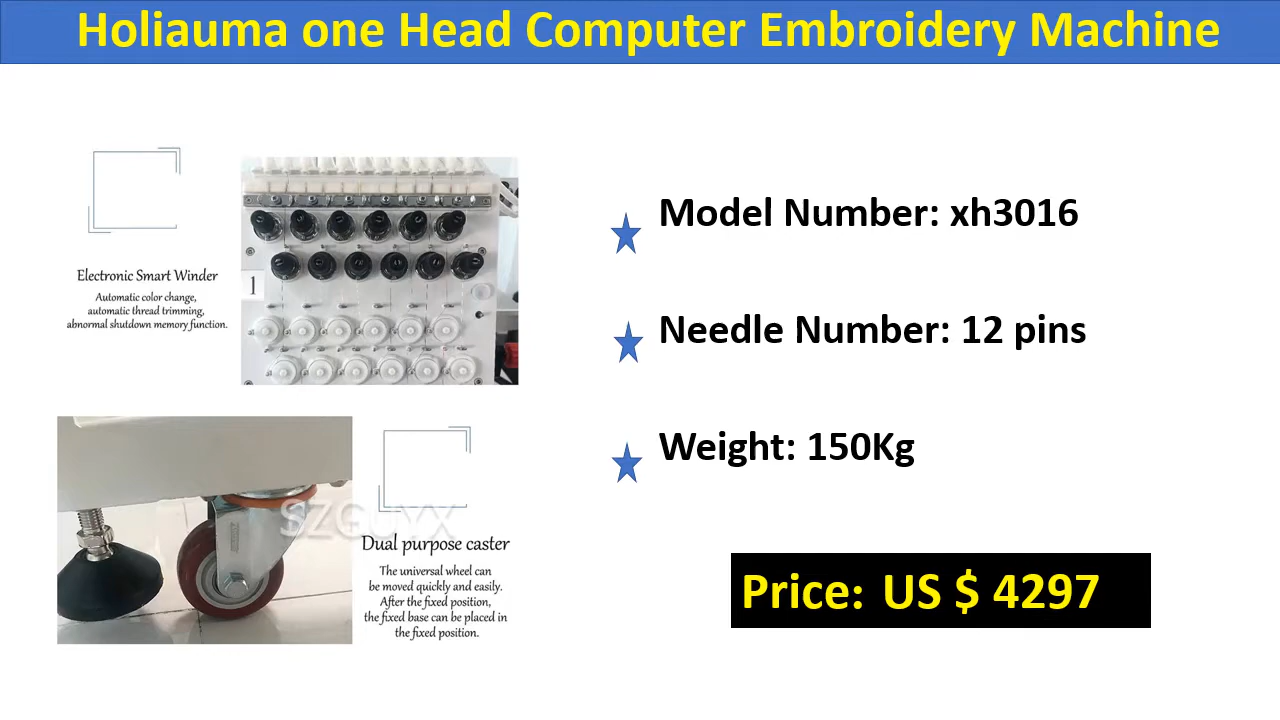 Holiauma one Head Computer Embroidery Machine
Electronic Smart Winder
Automatic color change,
automatic thread trimming,
abnormal shutdown memory function.
1
Model Number: xh3016
Needle Number: 12 pins
Weight: 150Kg
SZGUYX
Dual purpose caster
The universal wheel can
be moved quickly and easily.
After the fixed position,
the fixed base can be placed in
the fixed position.
Price: US $ 4297